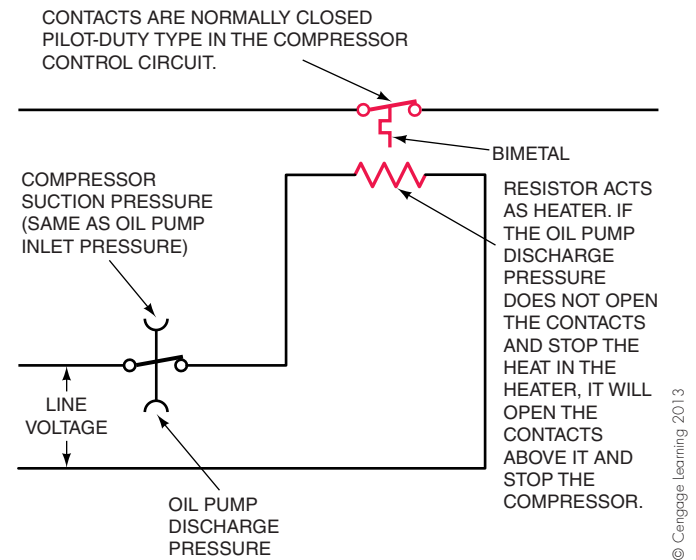 CONTACTS ARE NORMALLY CLOSED
PILOT-DUTY TYPE IN THE COMPRESSOR
CONTROL CIRCUIT.
BIMETAL
COMPRESSOR
SUCTION PRESSURE
(SAME AS OIL PUMP
INLET PRESSURE)
RESISTOR ACTS
AS HEATER. IF
THE OIL PUMP
DISCHARGE
PRESSURE
DOES NOT OPEN
THE CONTACTS
AND STOP THE
HEAT IN THE
HEATER, IT WILL
OPEN THE
CONTACTS
ABOVE IT AND
STOP THE
COMPRESSOR.
LINE
VOLTAGE
OIL PUMP
DISCHARGE
PRESSURE
© Cengage Learning 2013